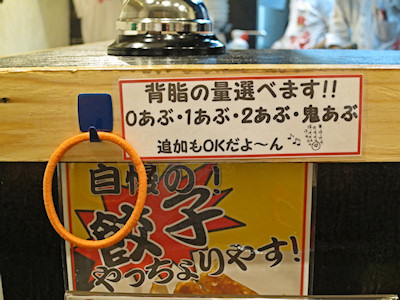 背脂の量選べます!!
0あぶ・1あぶ・2あぶ・鬼あぶ
追加もOKだよ〜ん
自慢の!
餃子
やっちょりやす!